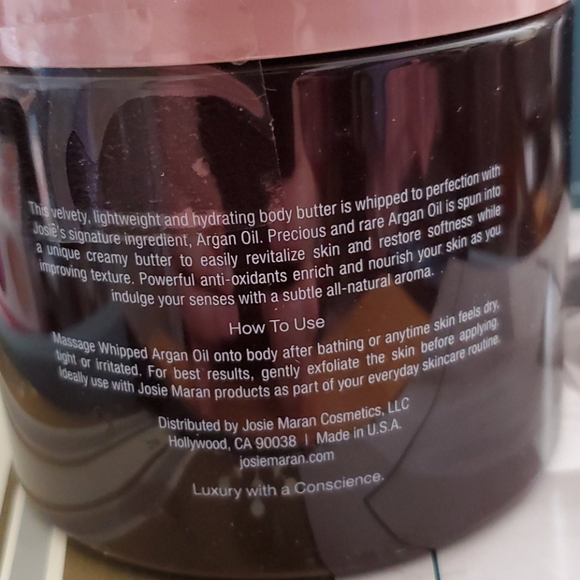 This velvety, lightweight and hydrating body butter is whipped to perfection with
Josie's signature ingredient, Argan Oil. Precious and rare Argan Oil is spun into
a unique creamy butter to easily revitalize skin and restore softness while
improving texture. Powerful anti-oxidants enrich and nourish your skin as you
indulge your senses with a subtle all-natural aroma.
How To Use
Massage Whipped Argan Oil onto body after bathing or anytime skin feels dry,
tight or irritated. For best results, gently exfoliate the skin before applying.
Ideally use with Josie Maran products as part of your everyday skincare routine.
Distributed by Josie Maran Cosmetics, LLC
Hollywood, CA 90038 | Made in U.S.A.
josiemaran.com
Luxury with a Conscience.